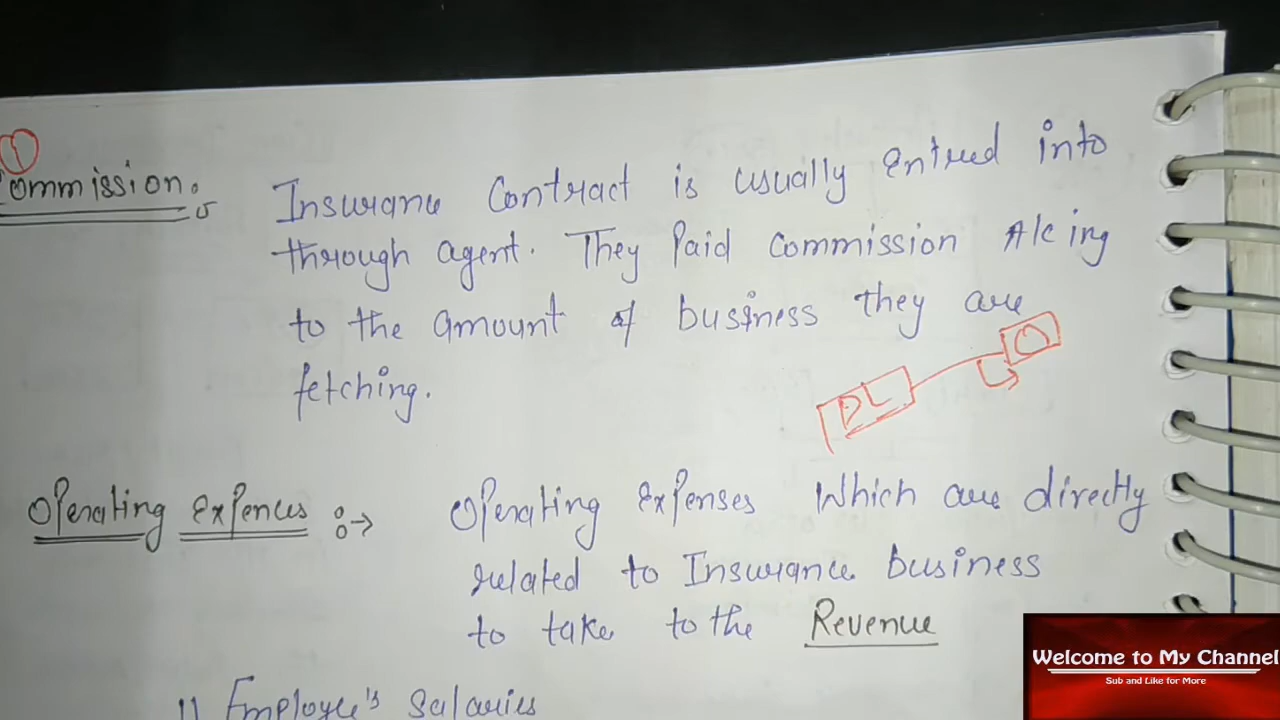 ①
Commission:
Insurance Contract is usually entred into
through agent. They Paid Commission Alcing
to the amount of business they are
fetching.
DL
Operating Expences :→
Operating Expenses Which are directly
related to Insurance business
to take to the Revenue
1) Employee's Salaries
Welcome to My Channel
Sub and Like for More